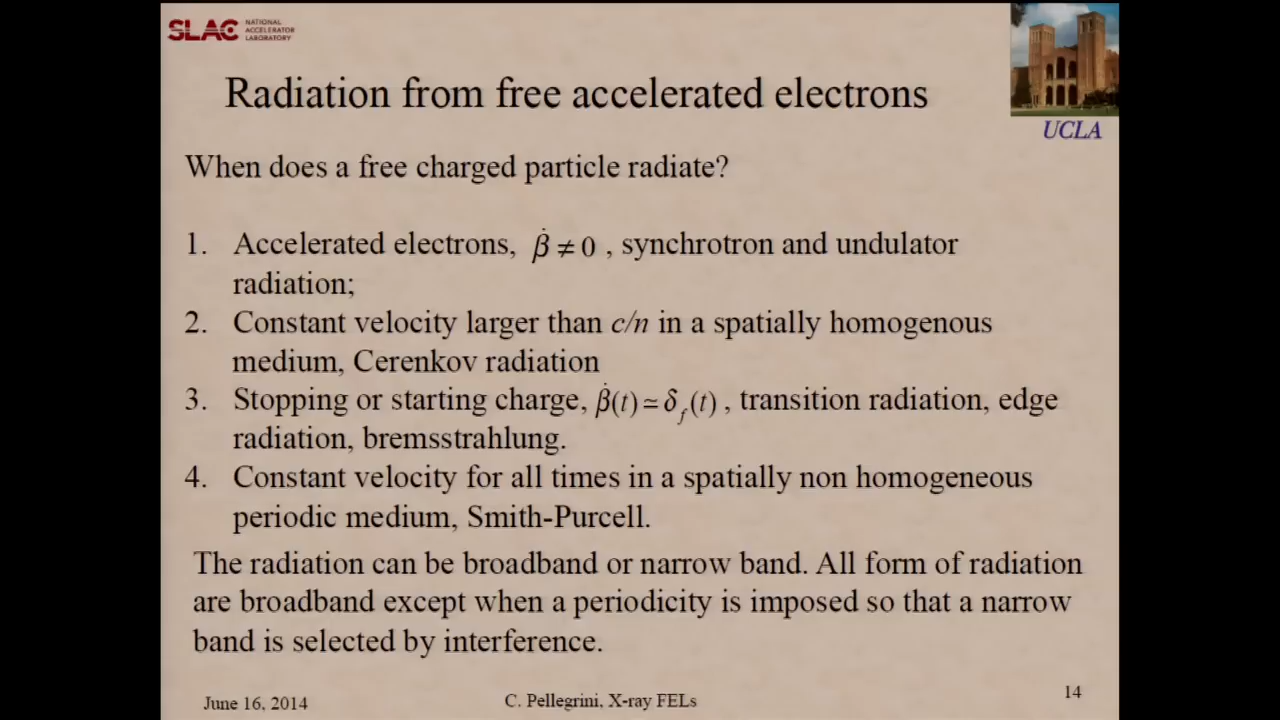 SLAC NATIONAL ACCELERATOR LABORATORY
UCLA
Radiation from free accelerated electrons
When does a free charged particle radiate?
1. Accelerated electrons, β̇ ≠ 0 , synchrotron and undulator
radiation;
2. Constant velocity larger than c/n in a spatially homogenous
medium, Cerenkov radiation
3. Stopping or starting charge, β̇(t) ≃ δ_f(t) , transition radiation, edge
radiation, bremsstrahlung.
4. Constant velocity for all times in a spatially non homogeneous
periodic medium, Smith-Purcell.
The radiation can be broadband or narrow band. All form of radiation
are broadband except when a periodicity is imposed so that a narrow
band is selected by interference.
June 16, 2014
C. Pellegrini, X-ray FELs
14